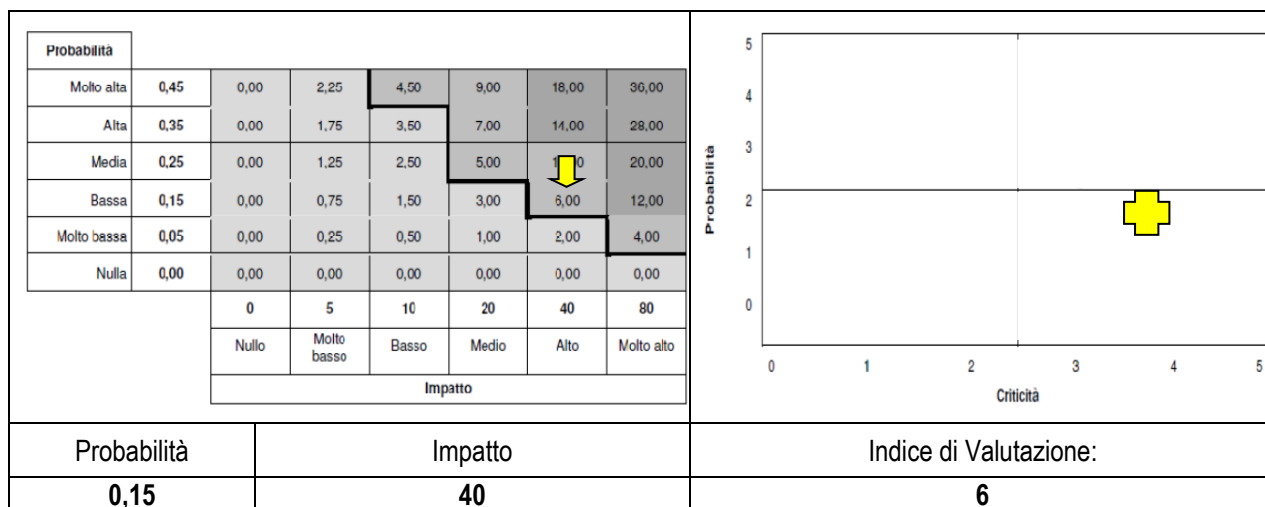 Probabilità
Molto alta 0,45 0,00 2,25 4,50 9,00 18,00 36,00
Alta 0,35 0,00 1,75 3,50 7,00 14,00 28,00
Media 0,25 0,00 1,25 2,50 5,00 20,00
Bassa 0,15 0,00 0,75 1,50 3,00 6,00 12,00
Molto bassa 0,05 0,00 0,25 0,50 1,00 2,00 4,00
Nulla 0,00 0,00 0,00 0,00 0,00 0,00 0,00
0 5 10 20 40 80
Nullo Molto basso Basso Medio Alto Molto alto
Impatto
5
4
3
2
1
0
Probabilità
0 1 2 3 4 5
Criticità
Probabilità Impatto Indice di Valutazione:
0,15 40 6